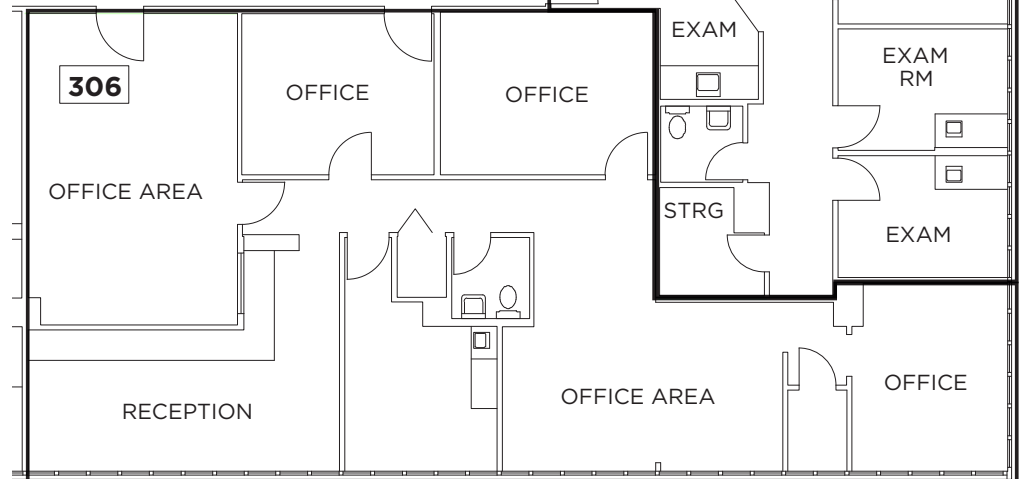 EXAM
EXAM
RM
306
OFFICE
OFFICE
OFFICE AREA
STRG
EXAM
OFFICE
OFFICE AREA
RECEPTION